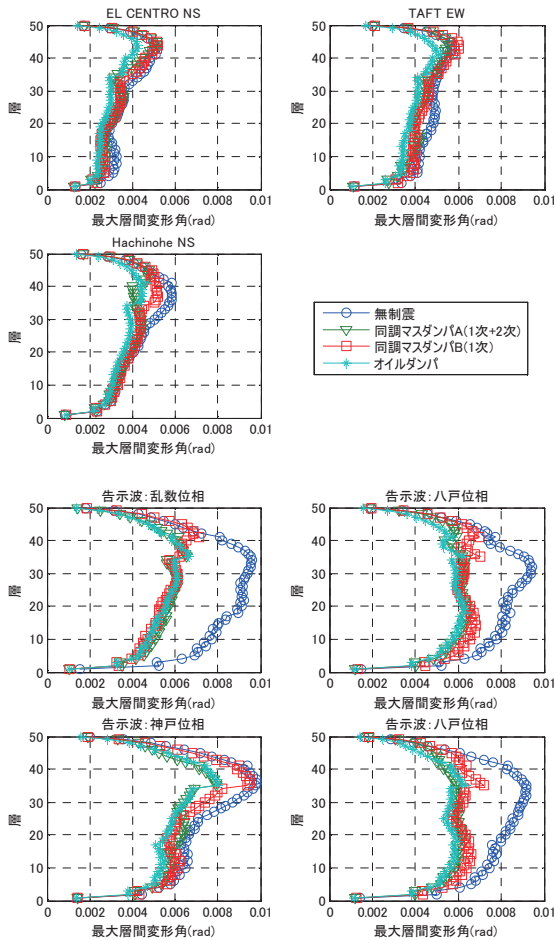 EL CENTRO NS
50
40
30
20
10
0
層
0 0.002 0.004 0.006 0.008 0.01
最大層間変形角(rad)
TAFT EW
50
40
30
20
10
0
層
0 0.002 0.004 0.006 0.008 0.01
最大層間変形角(rad)
Hachinohe NS
50
40
30
20
10
0
層
0 0.002 0.004 0.006 0.008 0.01
最大層間変形角(rad)
無制震
同調マスダンパA(1次+2次)
同調マスダンパB(1次)
オイルダンパ
告示波:乱数位相
50
40
30
20
10
0
層
0 0.002 0.004 0.006 0.008 0.01
最大層間変形角(rad)
告示波:八戸位相
50
40
30
20
10
0
層
0 0.002 0.004 0.006 0.008 0.01
最大層間変形角(rad)
告示波:神戸位相
50
40
30
20
10
0
層
0 0.002 0.004 0.006 0.008 0.01
最大層間変形角(rad)
告示波:八戸位相
50
40
30
20
10
0
層
0 0.002 0.004 0.006 0.008 0.01
最大層間変形角(rad)